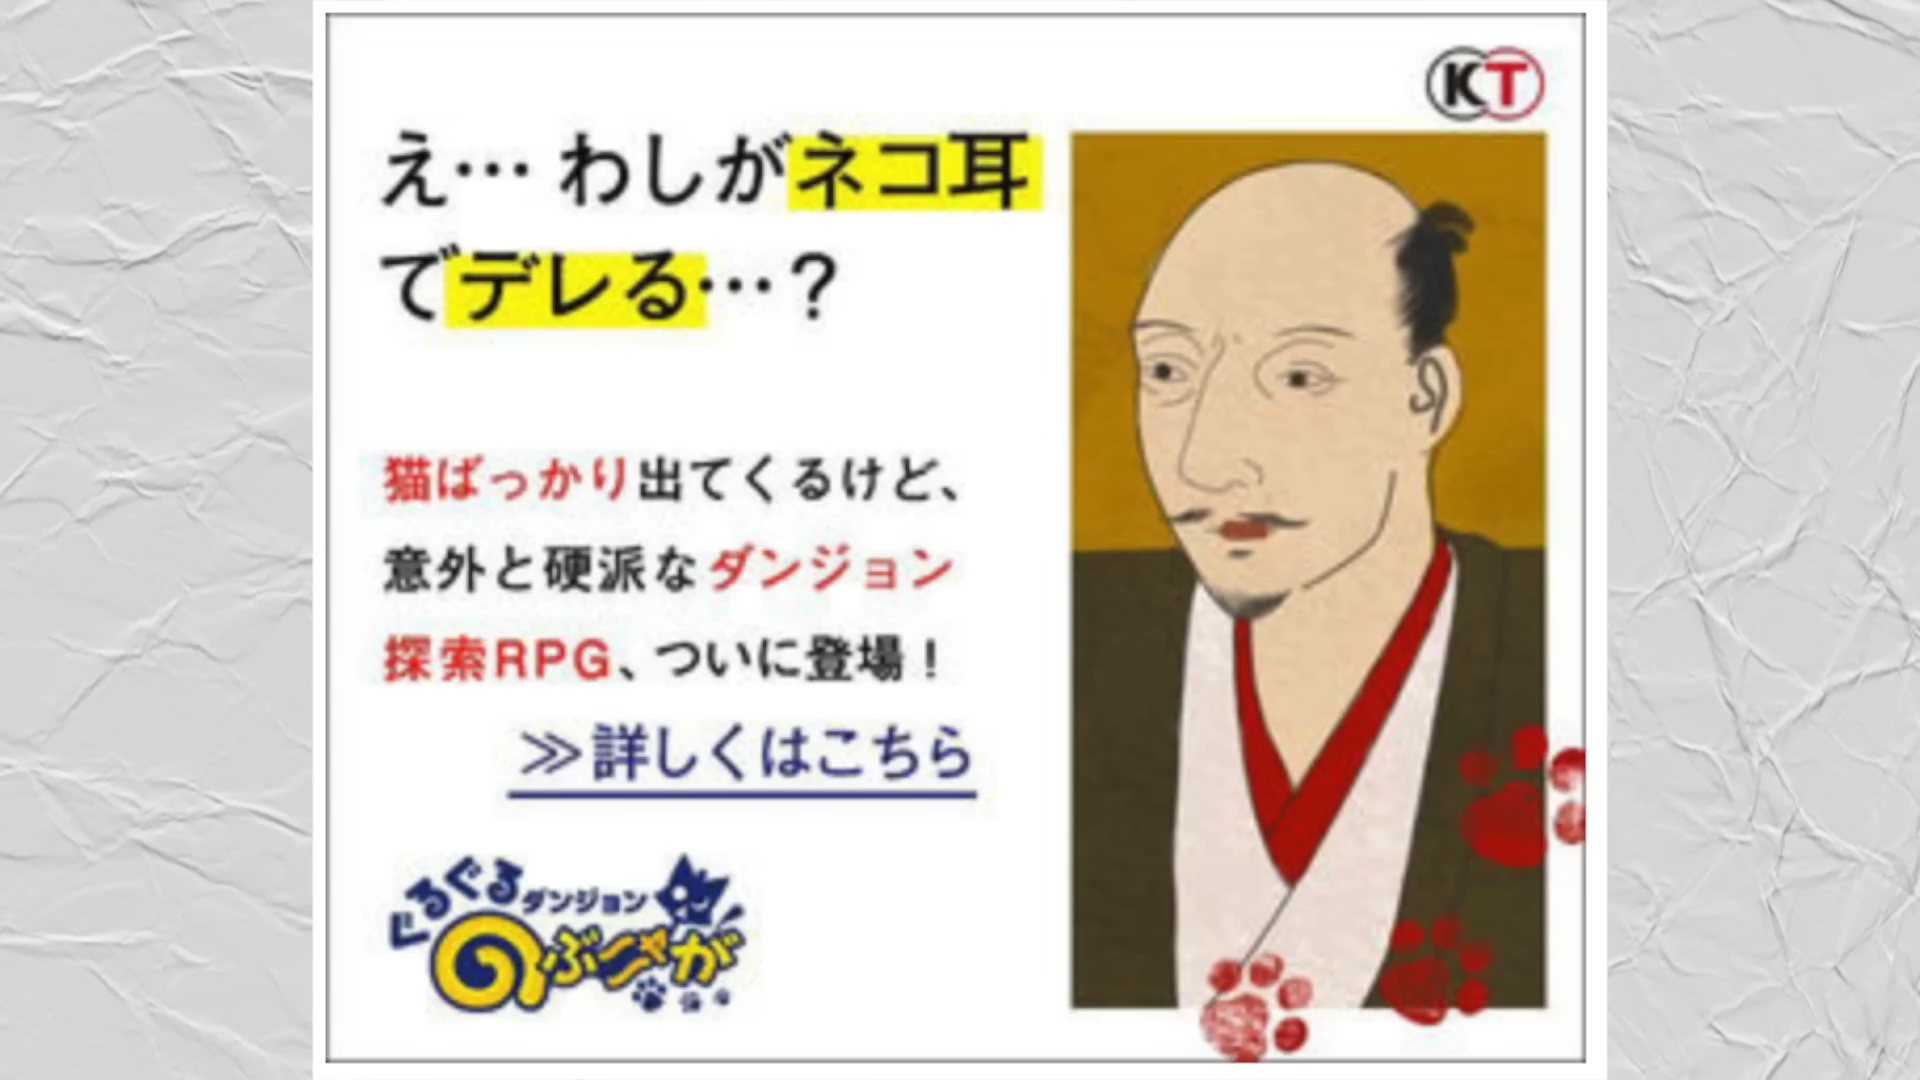 KT
え… わしがネコ耳
でデレる…？
猫ばっかり出てくるけど、
意外と硬派なダンジョン
探索RPG、ついに登場！
≫詳しくはこちら
ぐるぐるダンジョン
のぶニャが